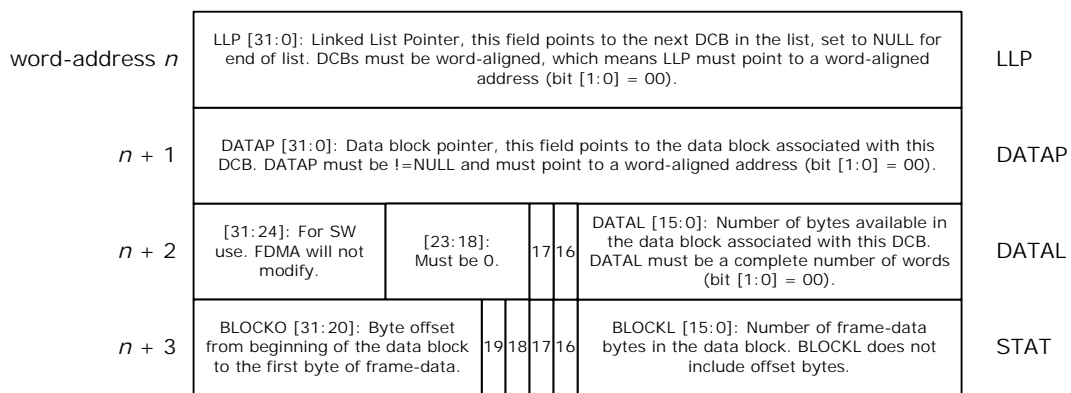 LLP [31:0]: Linked List Pointer, this field points to the next DCB in the list, set to NULL for
word-address n
end of list. DCBs must be word-aligned, which means LLP must point to a word-aligned
LLP
address (bit [1:0] = 00).
n + 1
DATAP [31:0]: Data block pointer, this field points to the data block associated with this
DCB. DATAP must be !=NULL and must point to a word-aligned address (bit [1:0] = 00).
DATAP
n + 2
[31:24]: For SW
use. FDMA will not
modify.
[23:18]:
Must be 0.
17
16
DATAL [15:0]: Number of bytes available in
the data block associated with this DCB.
DATAL must be a complete number of words
(bit [1:0] = 00).
DATAL
n + 3
BLOCKO [31:20]: Byte offset
from beginning of the data block
to the first byte of frame-data.
19
18
17
16
BLOCKL [15:0]: Number of frame-data
bytes in the data block. BLOCKL does not
include offset bytes.
STAT